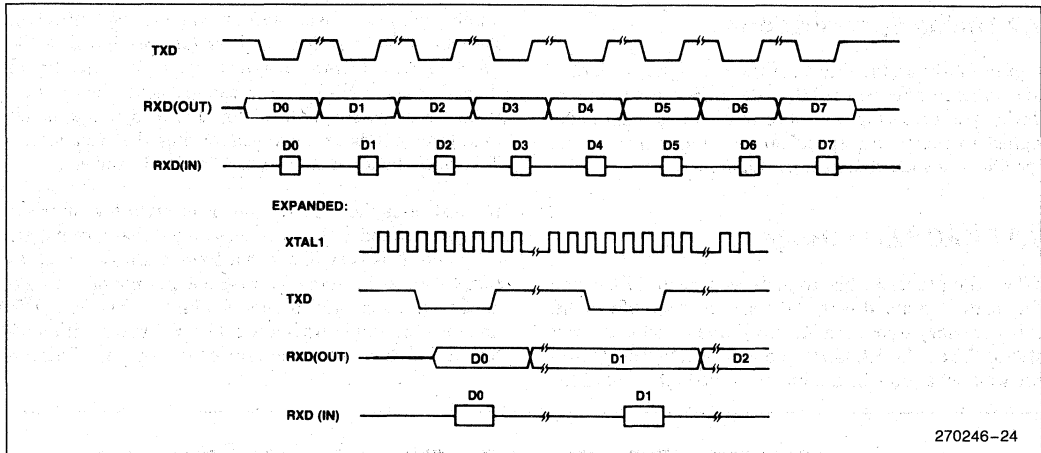 TXD
RXD(OUT) D0 D1 D2 D3 D4 D5 D6 D7
D0 D1 D2 D3 D4 D5 D6 D7
RXD(IN)
EXPANDED:
XTAL1
TXD
RXD(OUT) D0 D1 D2
D0 D1
RXD (IN)
270246–24